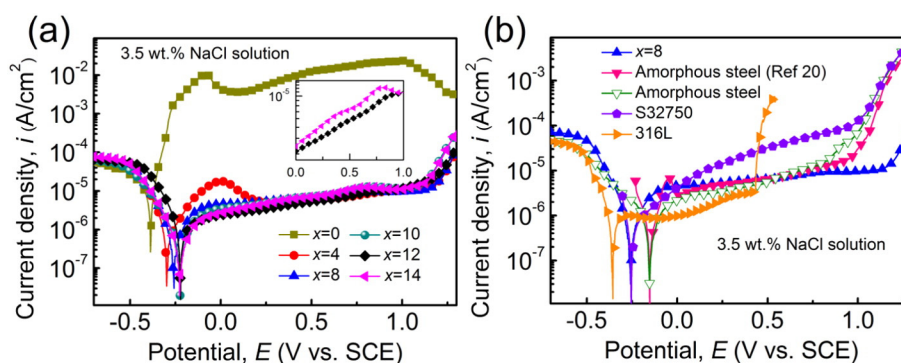 (a)
3.5 wt.% NaCl solution
Current density, i (A/cm²)
10⁻²
10⁻³
10⁻⁴
10⁻⁵
10⁻⁶
10⁻⁷
10⁻⁵
0.0 0.5 1.0
x=0 x=10
x=4 x=12
x=8 x=14
-0.5 0.0 0.5 1.0
Potential, E (V vs. SCE)
(b)
x=8
Amorphous steel (Ref 20)
Amorphous steel
S32750
316L
Current density, i (A/cm²)
10⁻³
10⁻⁴
10⁻⁵
10⁻⁶
10⁻⁷
3.5 wt.% NaCl solution
-0.5 0.0 0.5 1.0
Potential, E (V vs. SCE)